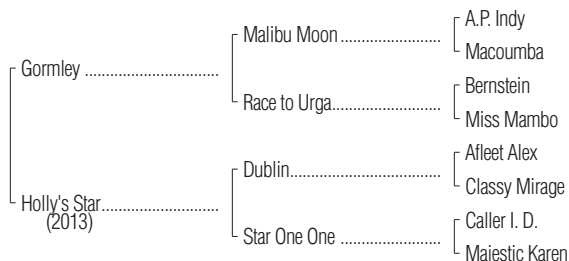 A.P. Indy
Malibu Moon ........................
Macoumba
Gormley ................................
Bernstein
Race to Urga..........................
Miss Mambo
Afleet Alex
Dublin....................................
Classy Mirage
Holly's Star............................
(2013)
Caller I. D.
Star One One ........................
Majestic Karen